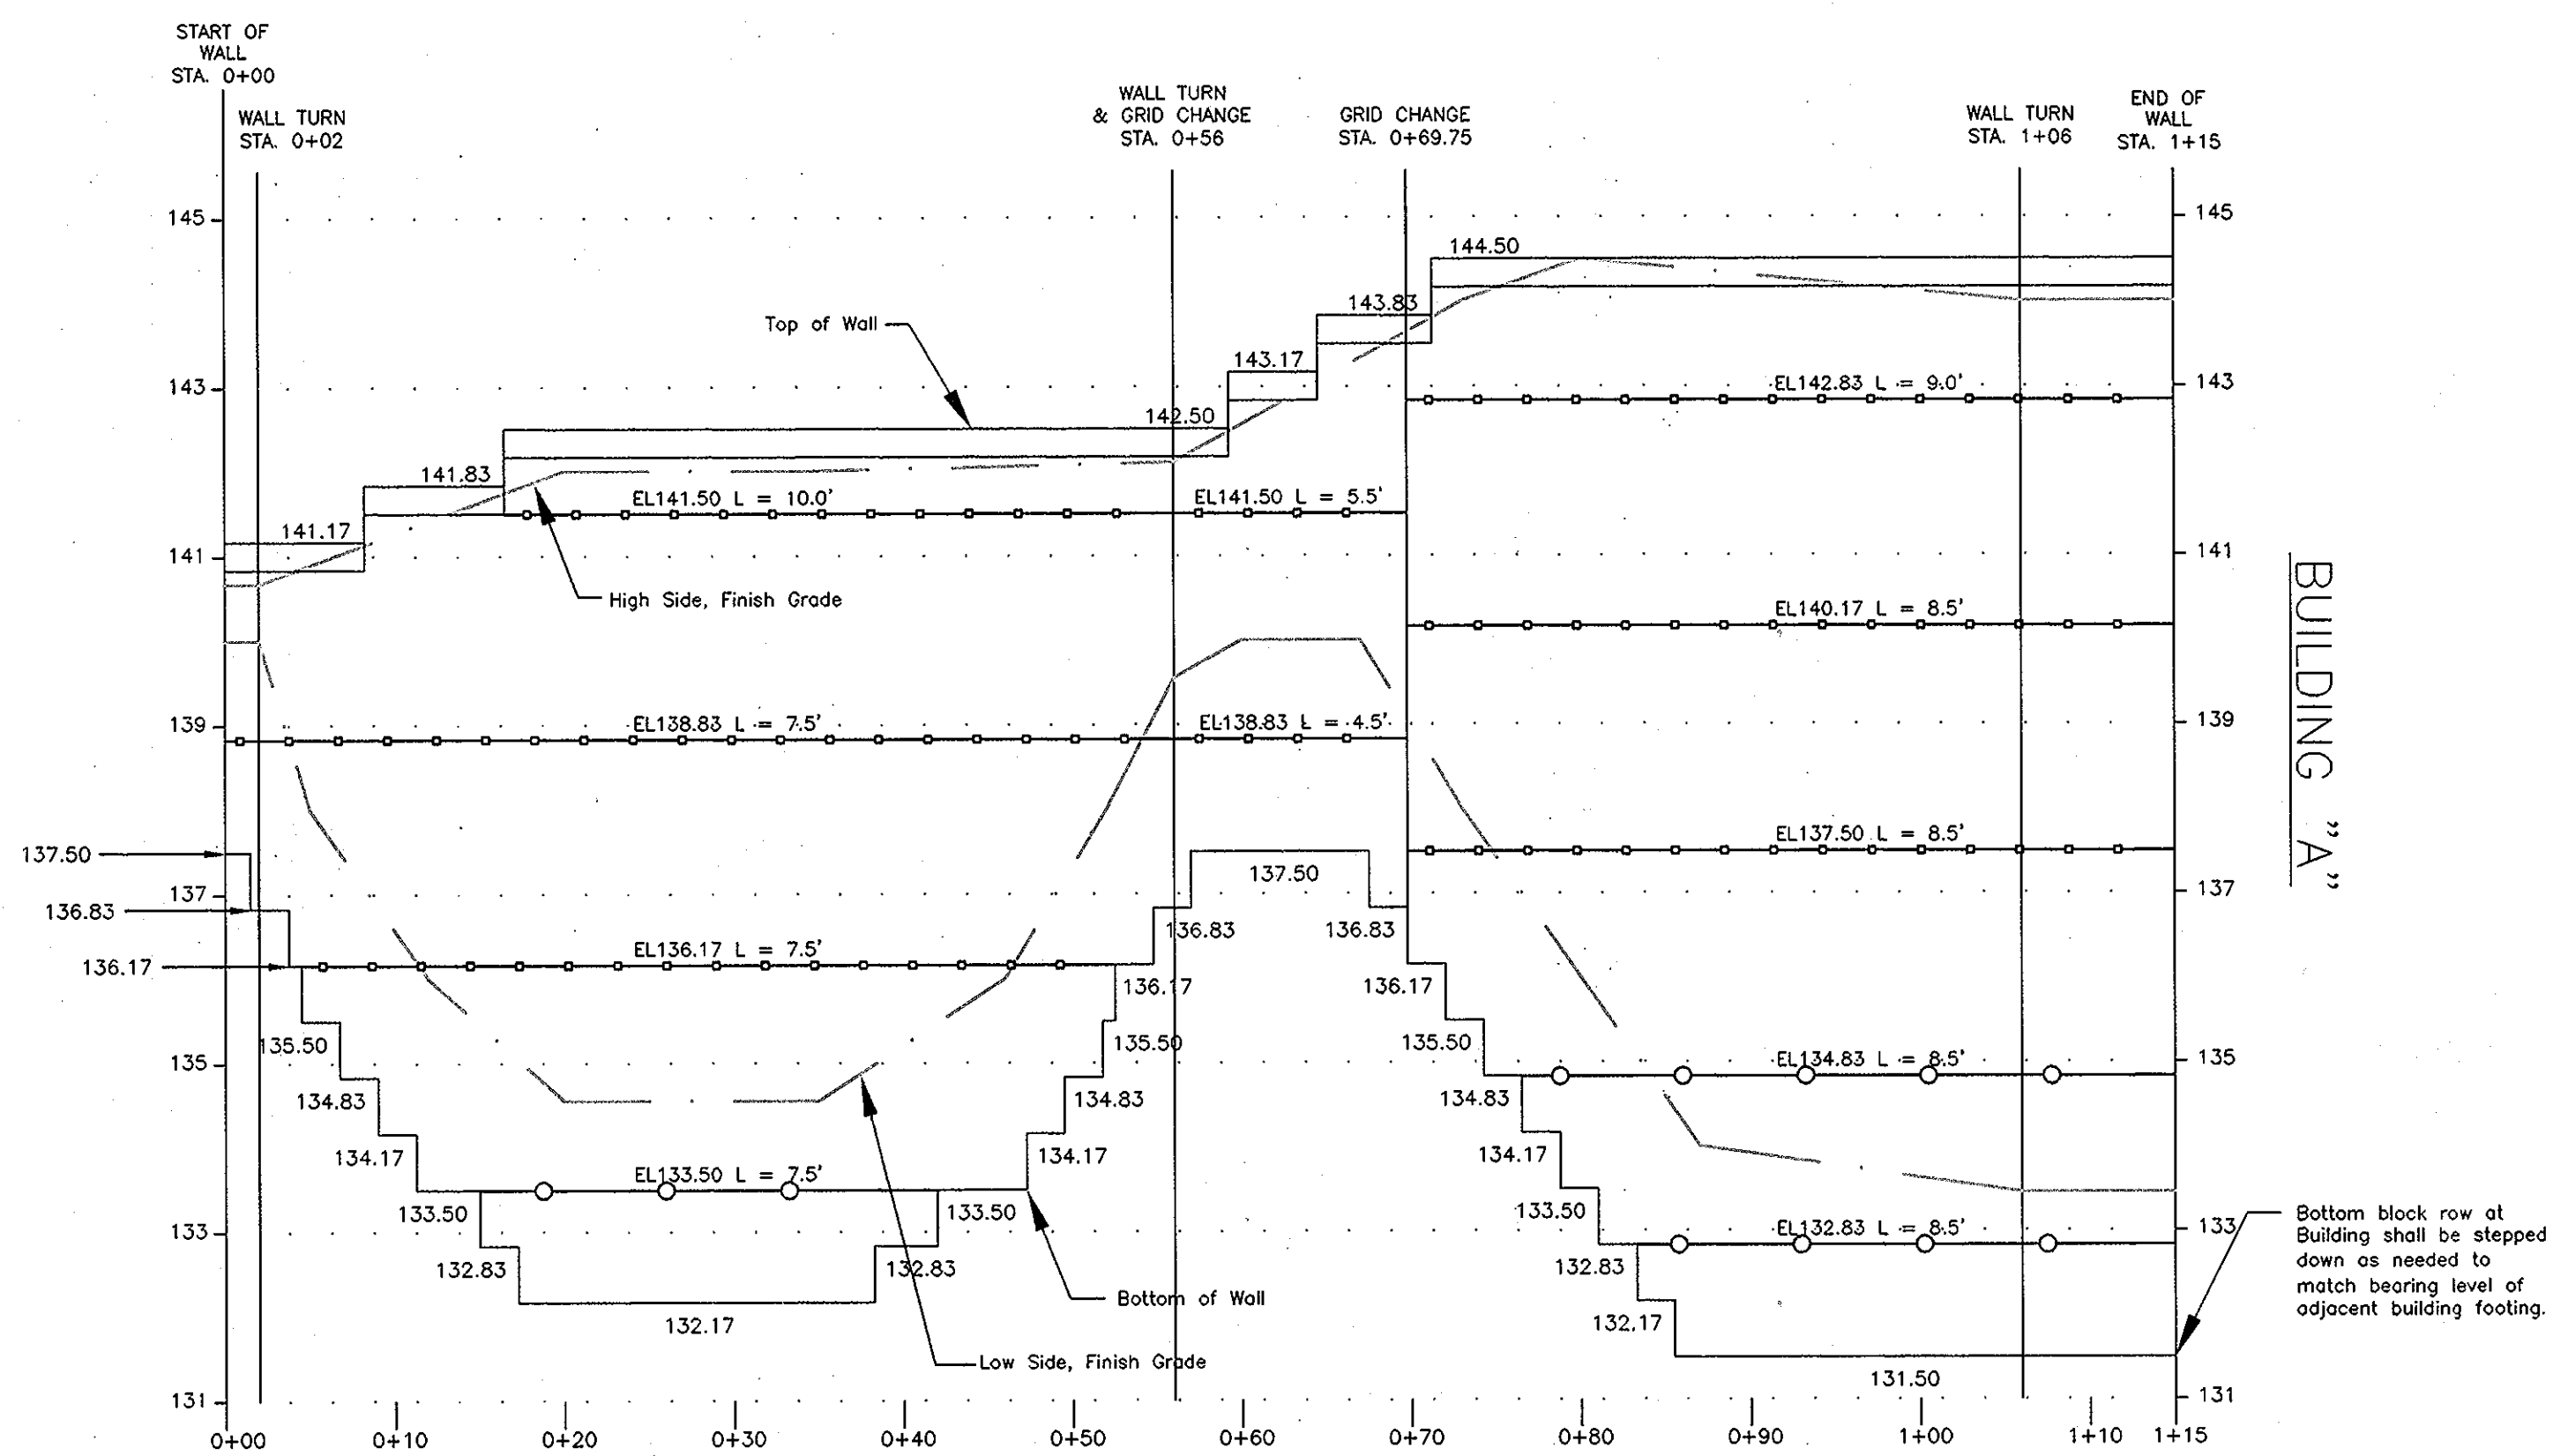 START OF
WALL
STA. 0+00
WALL TURN
STA. 0+02
WALL TURN
& GRID CHANGE
STA. 0+56
GRID CHANGE
STA. 0+69.75
WALL TURN
STA. 1+06
END OF
WALL
STA. 1+15
145
145
144.50
143.83
Top of Wall
143.17
143
143
EL142.83 L = 9.0'
142.50
141.83
EL141.50 L = 10.0'
EL141.50 L = 5.5'
141.17
141
141
High Side, Finish Grade
EL140.17 L = 8.5'
BUILDING "A"
139
139
EL138.83 L = 7.5'
EL138.83 L = 4.5'
137.50
EL137.50 L = 8.5'
137.50
137
137
136.83
136.83
136.83
136.17
EL136.17 L = 7.5'
136.17
136.17
135.50
135.50
135.50
135
135
EL134.83 L = 8.5'
134.83
134.83
134.83
134.17
134.17
134.17
EL133.50 L = 7.5'
133.50
133.50
133.50
133
133
EL132.83 L = 8.5'
132.83
132.83
132.83
Bottom of Wall
132.17
132.17
Low Side, Finish Grade
131.50
Bottom block row at
Building shall be stepped
down as needed to
match bearing level of
adjacent building footing.
131
131
0+00
0+10
0+20
0+30
0+40
0+50
0+60
0+70
0+80
0+90
1+00
1+10
1+15